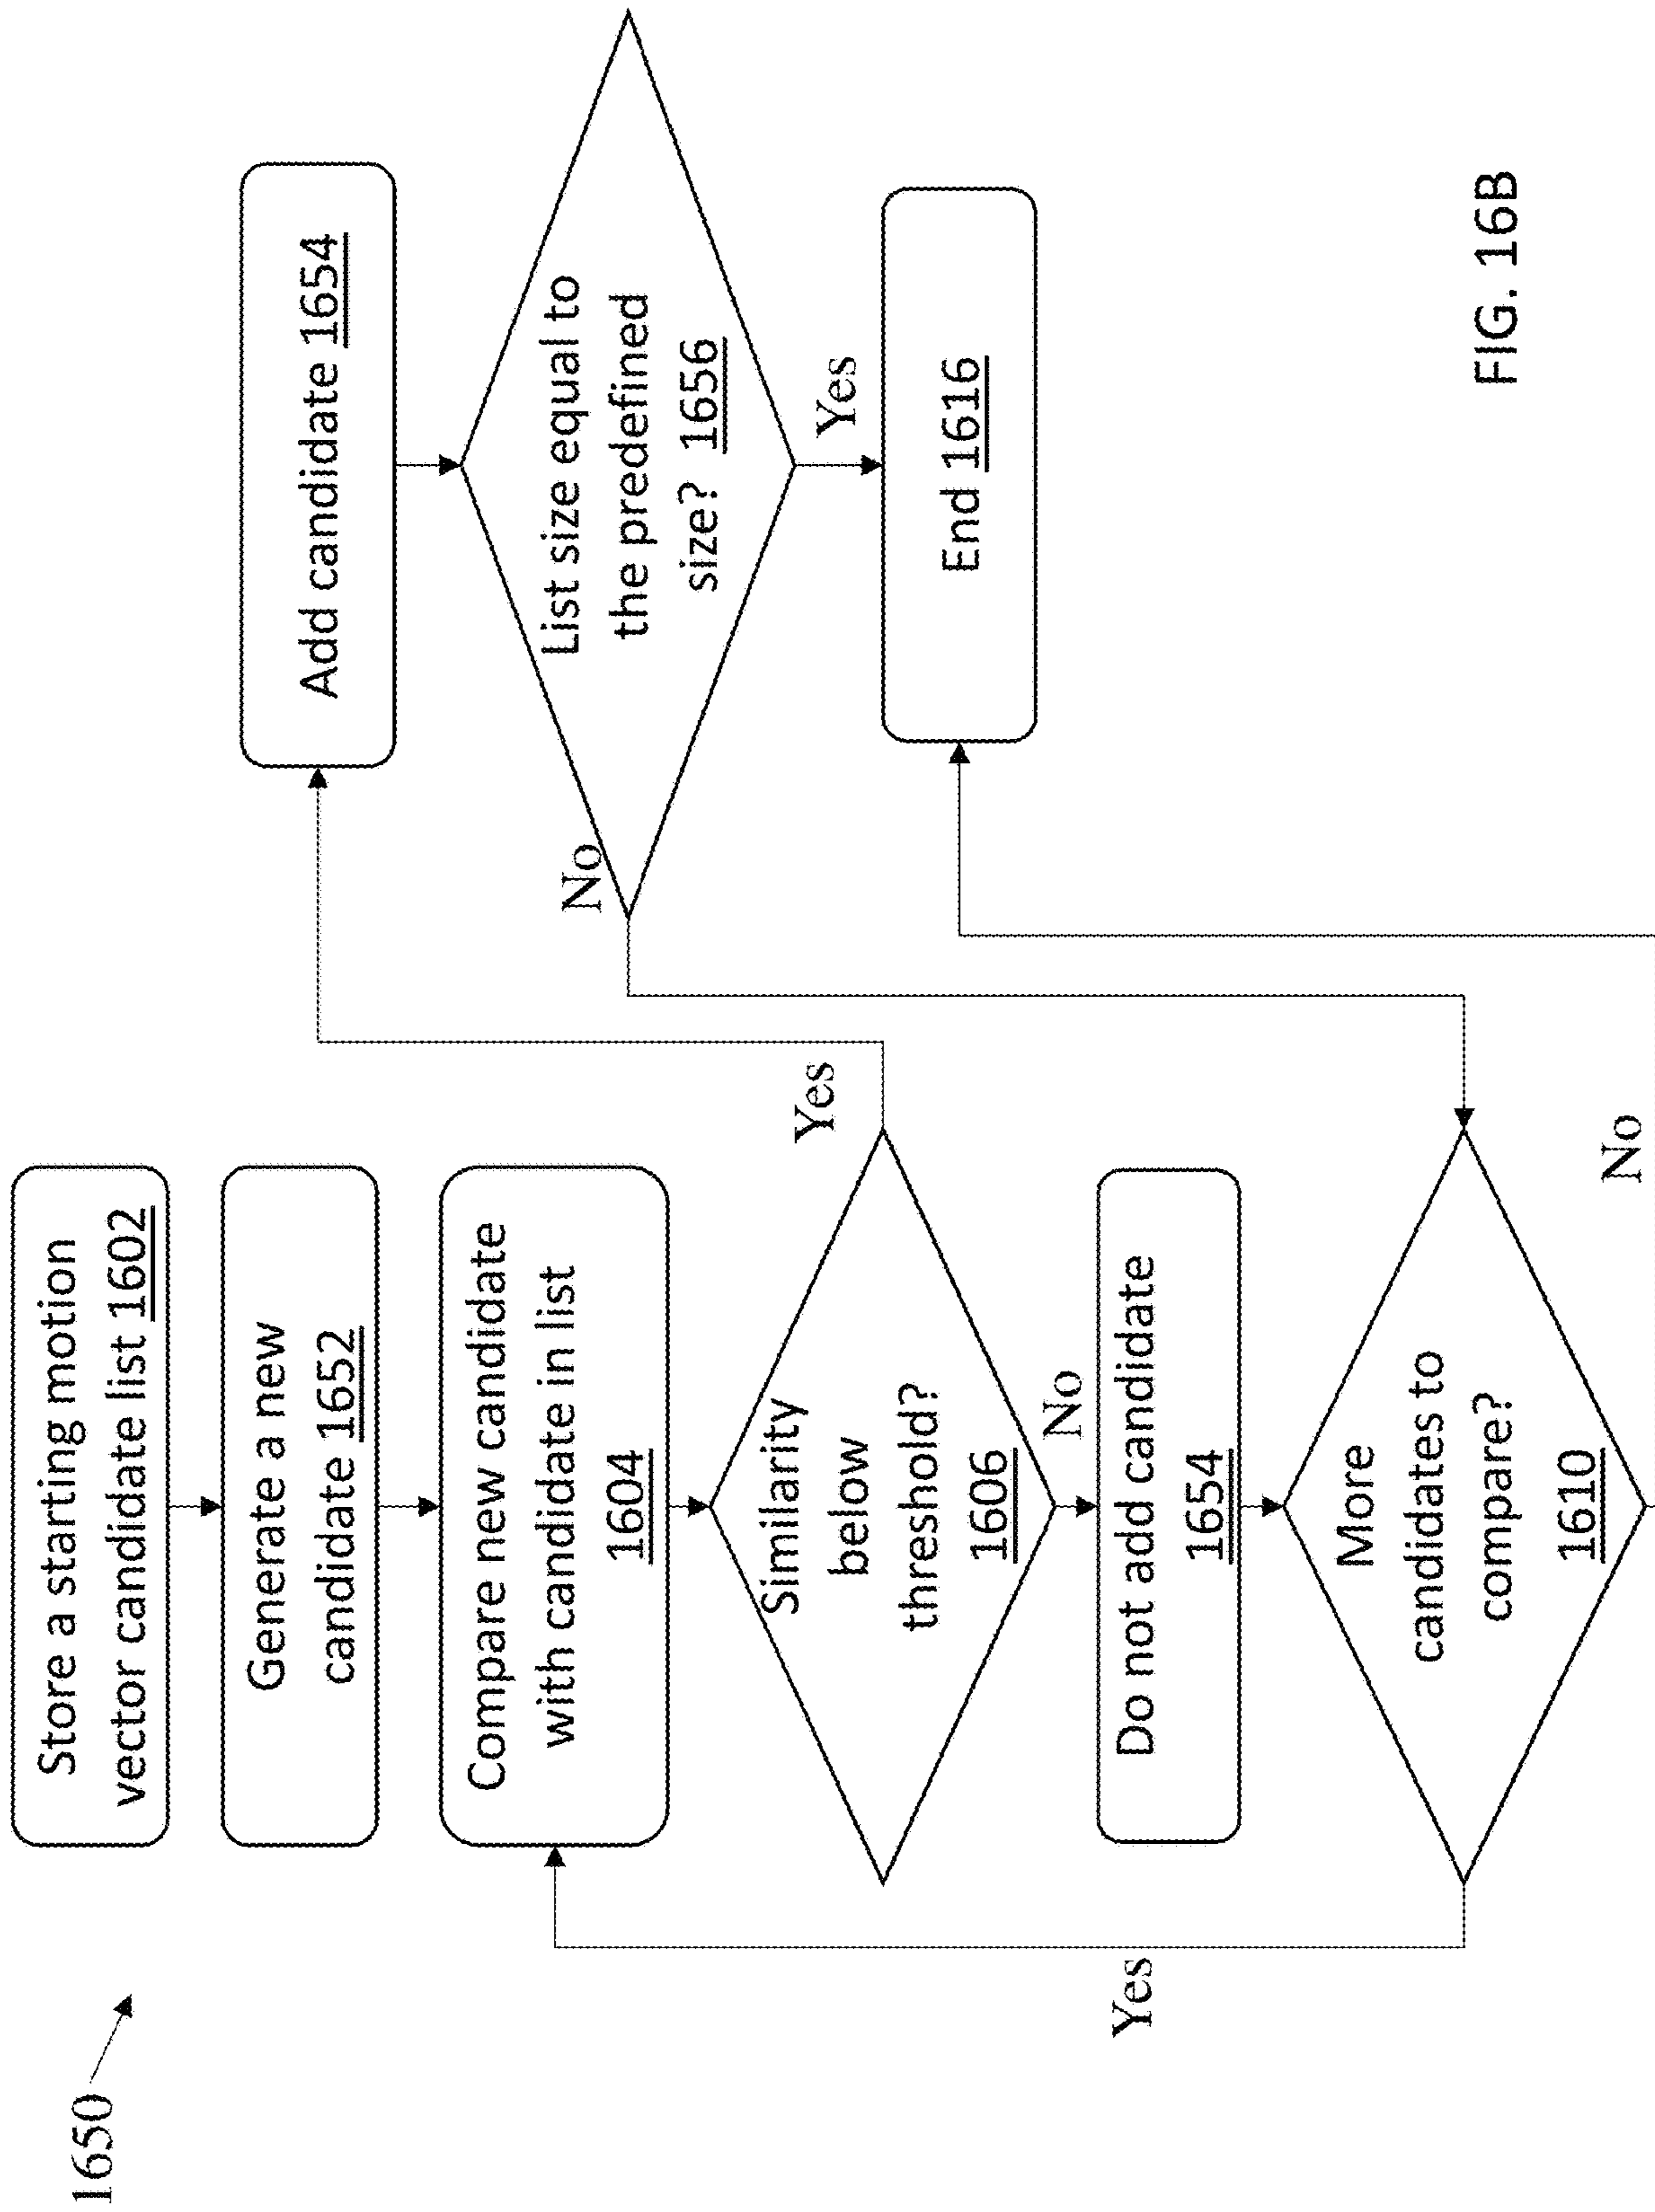 1650
Store a starting motion
vector candidate list 1602
Generate a new
candidate 1652
Compare new candidate
with candidate in list
1604
Similarity
below
threshold?
1606
Yes
No
Do not add candidate
1654
More
candidates to
compare?
1610
Yes
No
Add candidate 1654
List size equal to
the predefined
size? 1656
No
Yes
End 1616
FIG. 16B